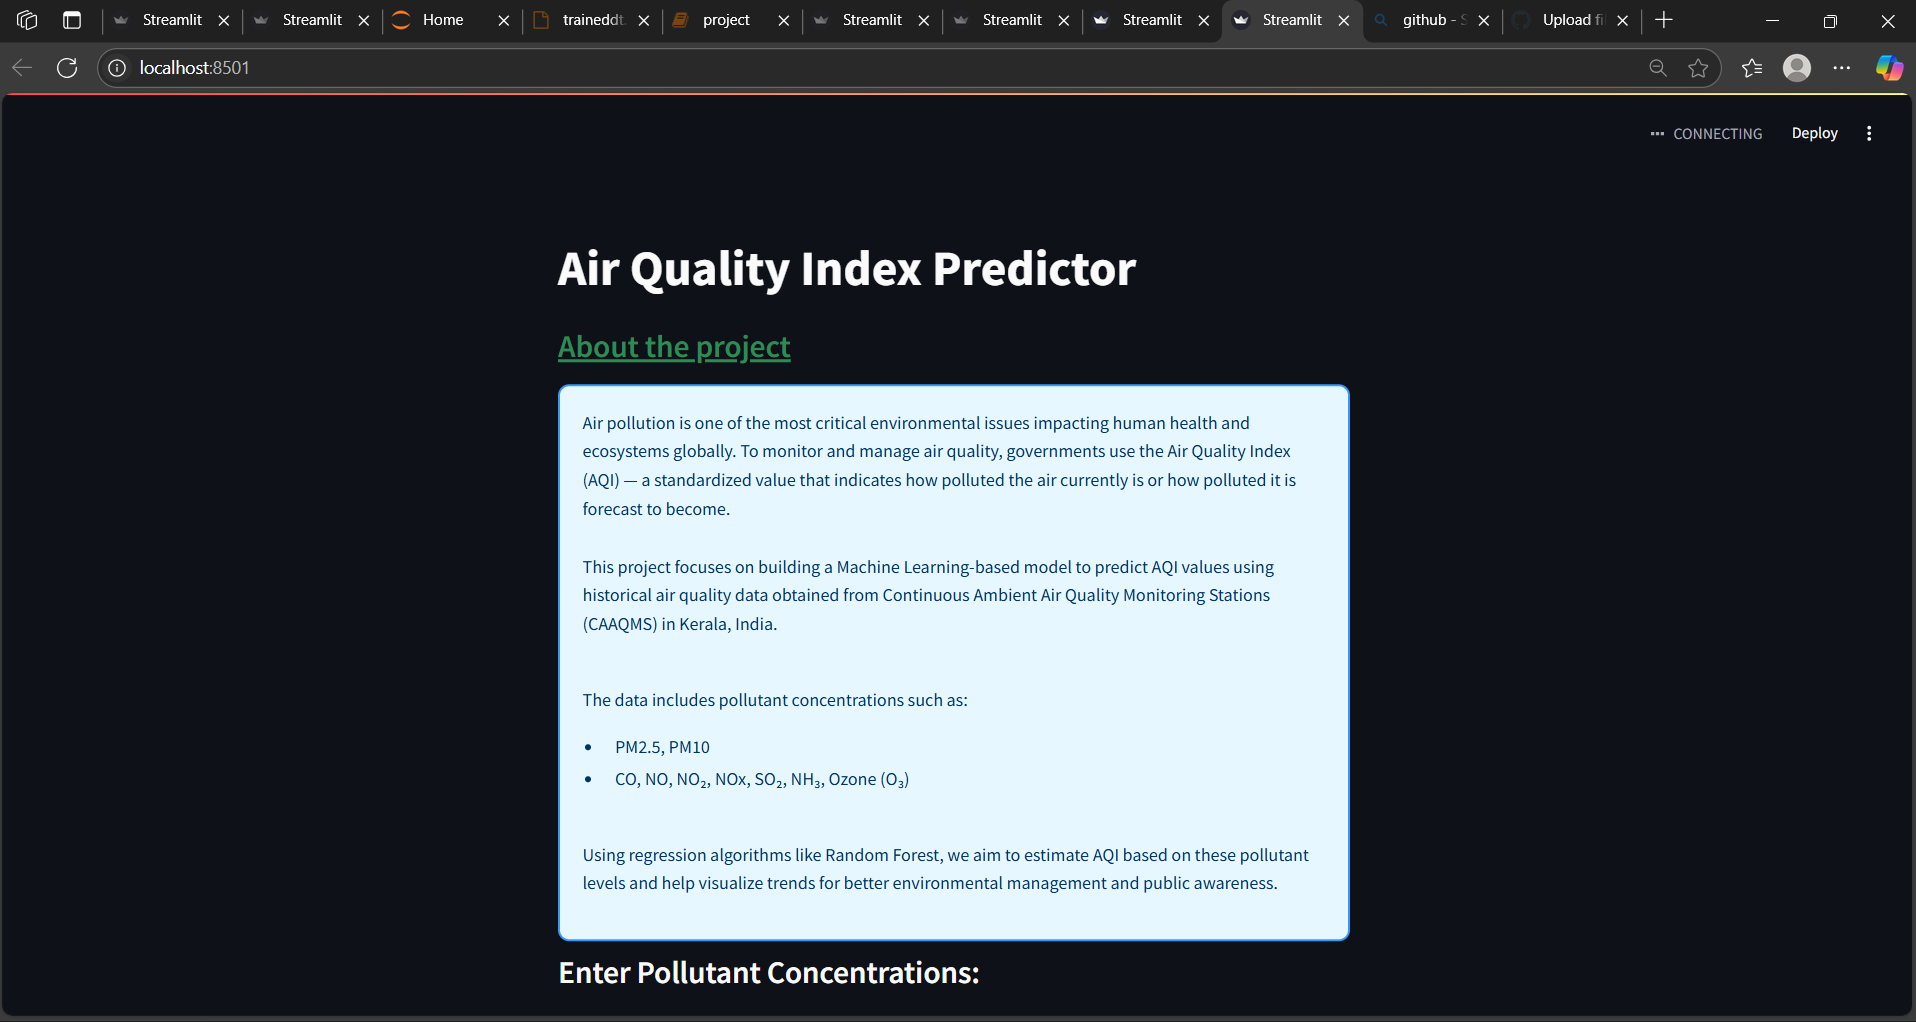 Streamlit Streamlit Home traineddt project Streamlit Streamlit Streamlit Streamlit github - Upload fi
localhost:8501
CONNECTING Deploy
Air Quality Index Predictor
About the project
Air pollution is one of the most critical environmental issues impacting human health and
ecosystems globally. To monitor and manage air quality, governments use the Air Quality Index
(AQI) — a standardized value that indicates how polluted the air currently is or how polluted it is
forecast to become.
This project focuses on building a Machine Learning-based model to predict AQI values using
historical air quality data obtained from Continuous Ambient Air Quality Monitoring Stations
(CAAQMS) in Kerala, India.
The data includes pollutant concentrations such as:
• PM2.5, PM10
• CO, NO, NO₂, NOx, SO₂, NH₃, Ozone (O₃)
Using regression algorithms like Random Forest, we aim to estimate AQI based on these pollutant
levels and help visualize trends for better environmental management and public awareness.
Enter Pollutant Concentrations: